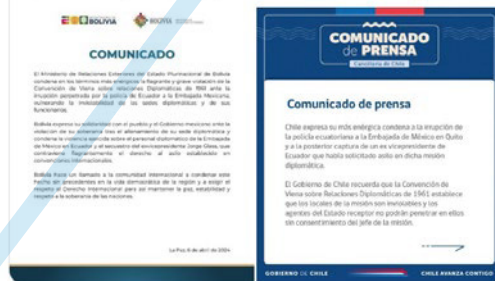 BOLIVIA
BOLIVIA
COMUNICADO
El Ministerio de Relaciones Exteriores del Estado Plurinacional de Bolivia
condena en los términos más enérgicos la flagrante y grave violación de la
Convención de Viena sobre relaciones Diplomáticas de 1961 ante la
irrupción perpetrada por la policía de Ecuador a la Embajada Mexicana,
vulnerando la inviolabilidad de las sedes diplomáticas y de sus
funcionarios.
Bolivia expresa su solidaridad con el pueblo y el Gobierno mexicano ante la
violación de su soberanía tras el allanamiento de su sede diplomática y
condena la violencia ejercida sobre el personal diplomático de la Embajada
de México en Ecuador y el secuestro del exvicepresidente Jorge Glass, que
contraviene flagrantemente el derecho al asilo establecido en
convenciones internacionales.
Bolivia hace un llamado a la comunidad internacional a condenar este
hecho sin precedentes en la vida democrática de la región y a exigir el
respeto al Derecho Internacional para así mantener la paz, estabilidad y
respeto a la soberanía de las naciones.
La Paz, 6 de abril de 2024
COMUNICADO
de PRENSA
Cancillería de Chile
Comunicado de prensa
Chile expresa su más enérgica condena a la irrupción de
la policía ecuatoriana a la Embajada de México en Quito
y a la posterior captura de un ex vicepresidente de
Ecuador que había solicitado asilo en dicha misión
diplomática.
El Gobierno de Chile recuerda que la Convención de
Viena sobre Relaciones Diplomáticas de 1961 establece
que los locales de la misión son inviolables y los
agentes del Estado receptor no podrán penetrar en ellos
sin consentimiento del jefe de la misión.
GOBIERNO DE CHILE
CHILE AVANZA CONTIGO